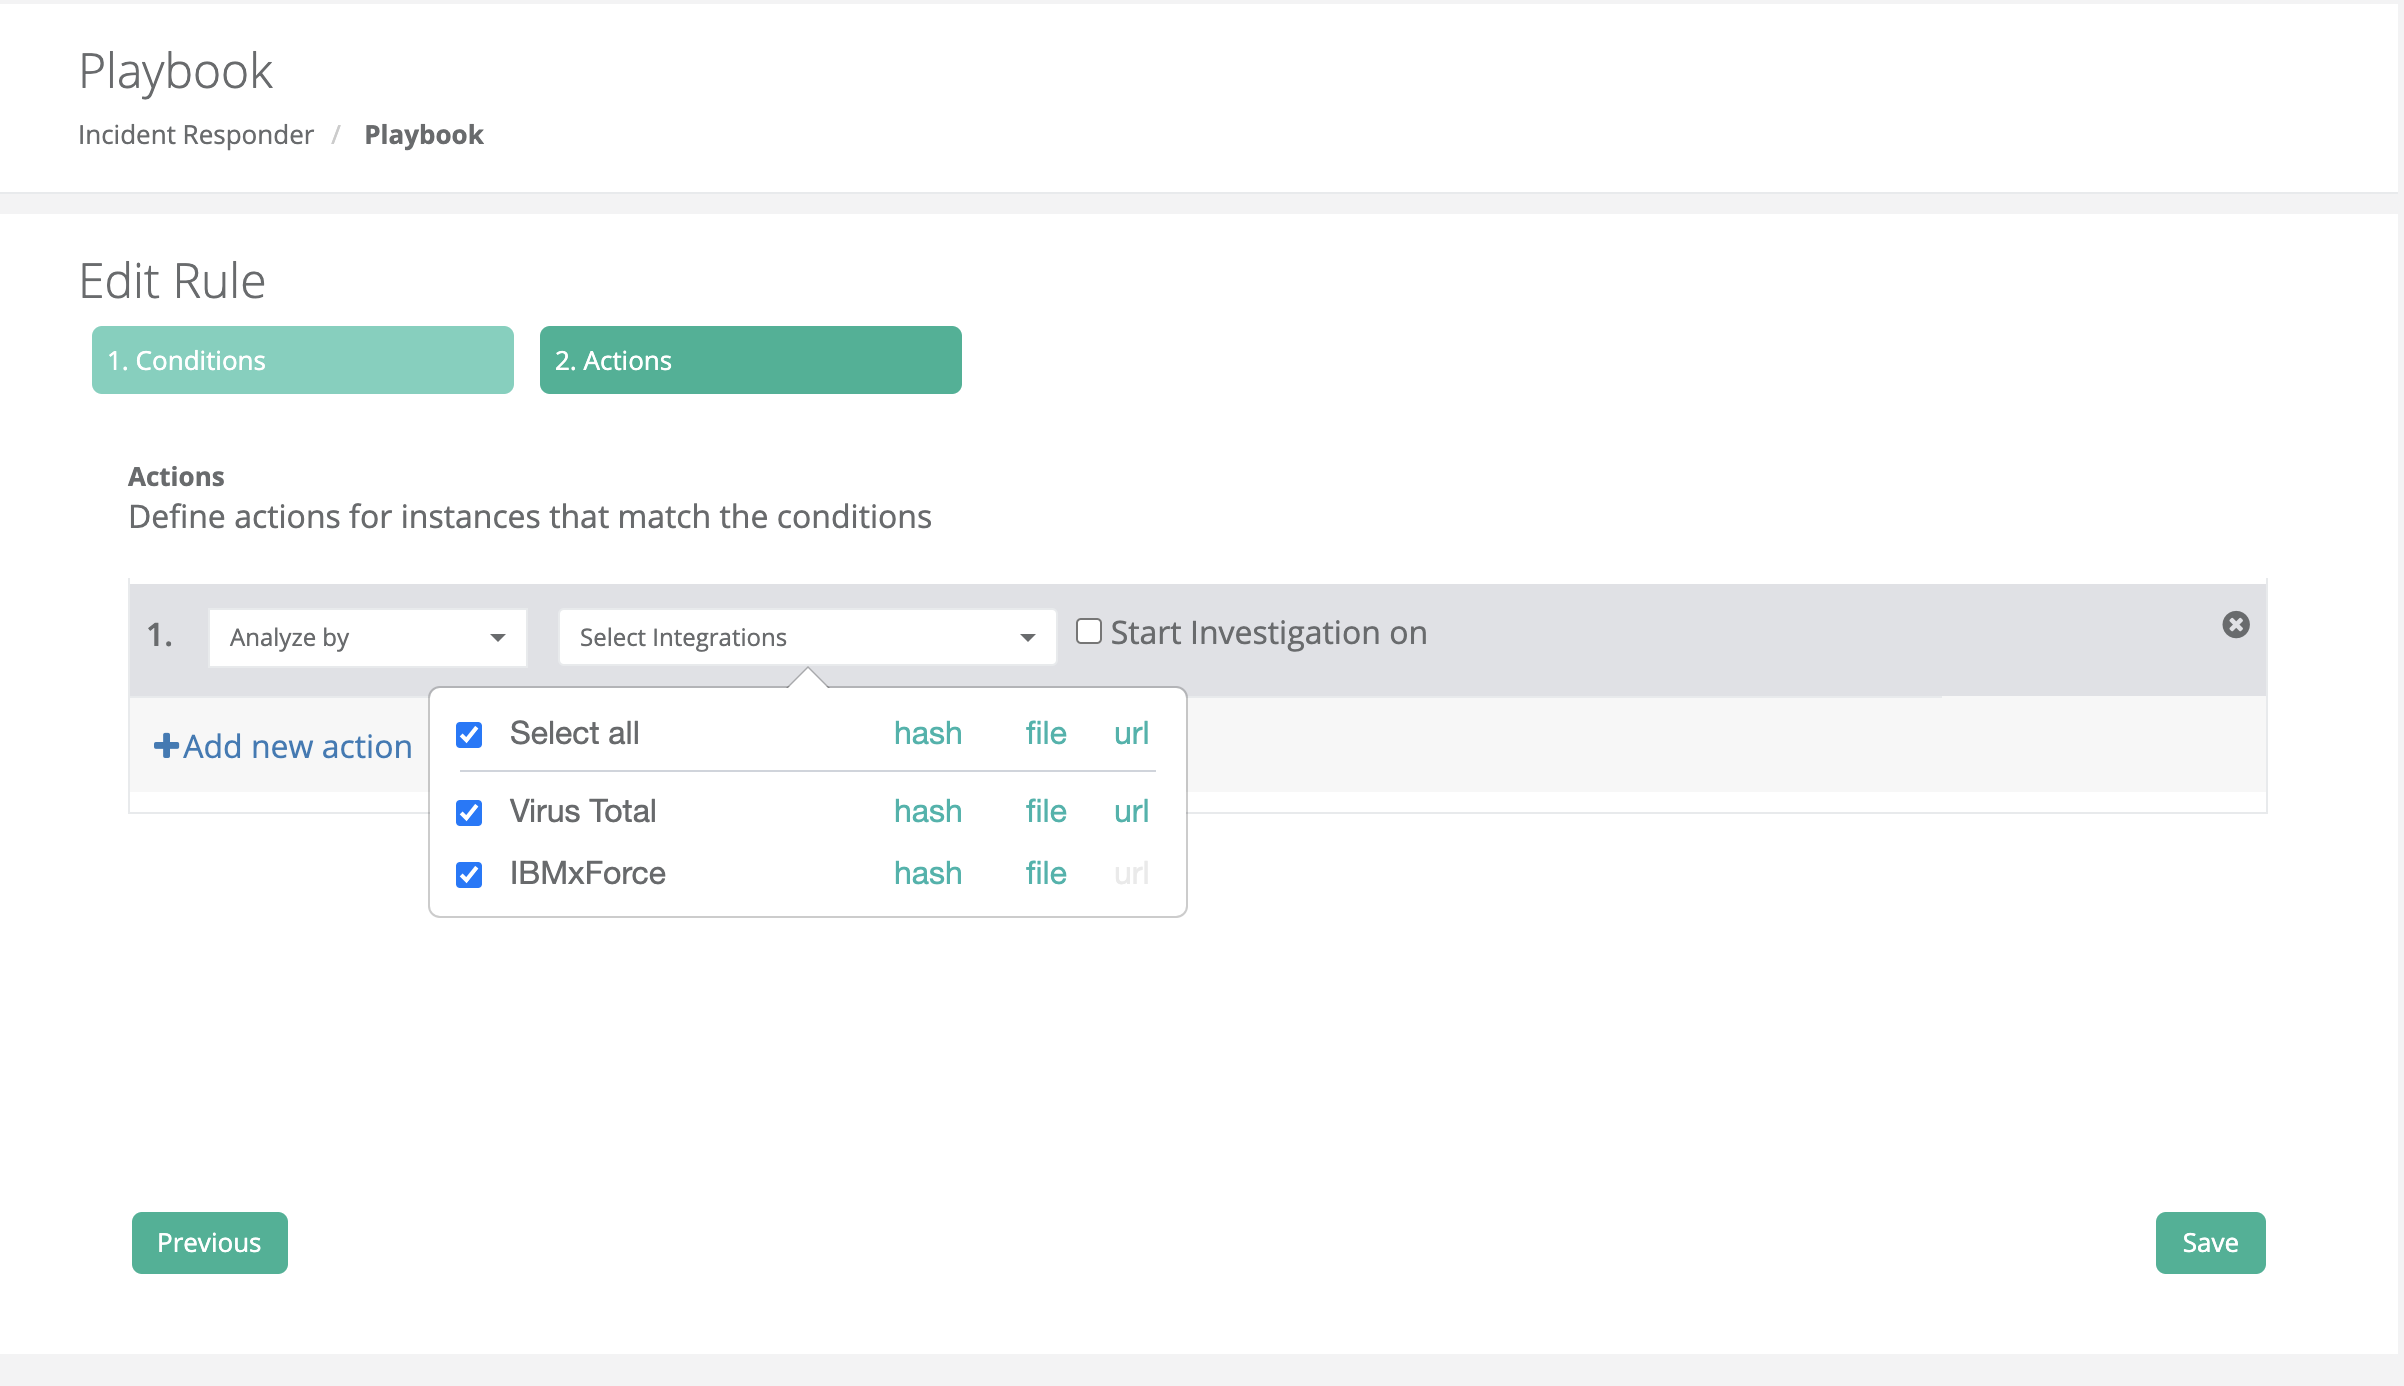 Playbook
Incident Responder / Playbook
Edit Rule
1. Conditions 2. Actions
Actions
Define actions for instances that match the conditions
1. Analyze by Select Integrations Start Investigation on
Select all hash file url
Add new action
Virus Total hash file url
IBMxForce hash file url
Previous Save